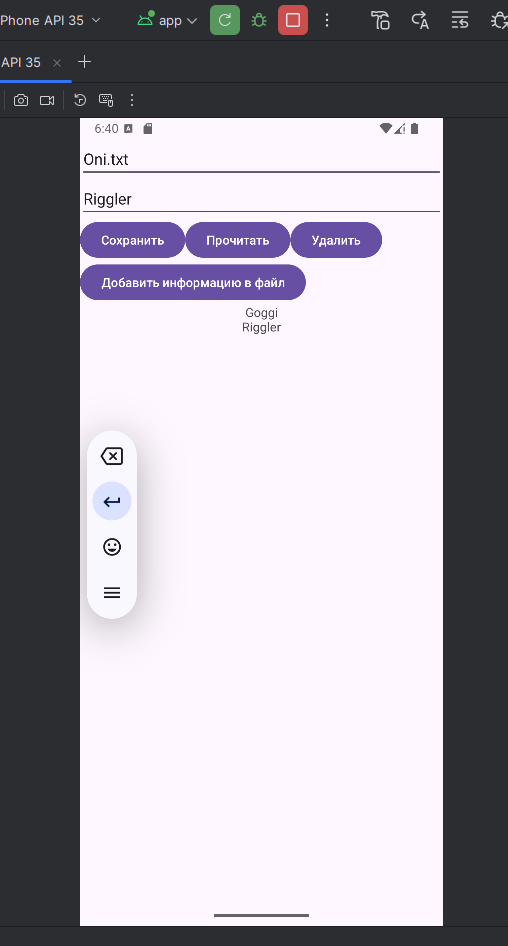 Phone API 35
app
API 35
6:40
Oni.txt
Riggler
Сохранить Прочитать Удалить
Добавить информацию в файл
Goggi
Riggler